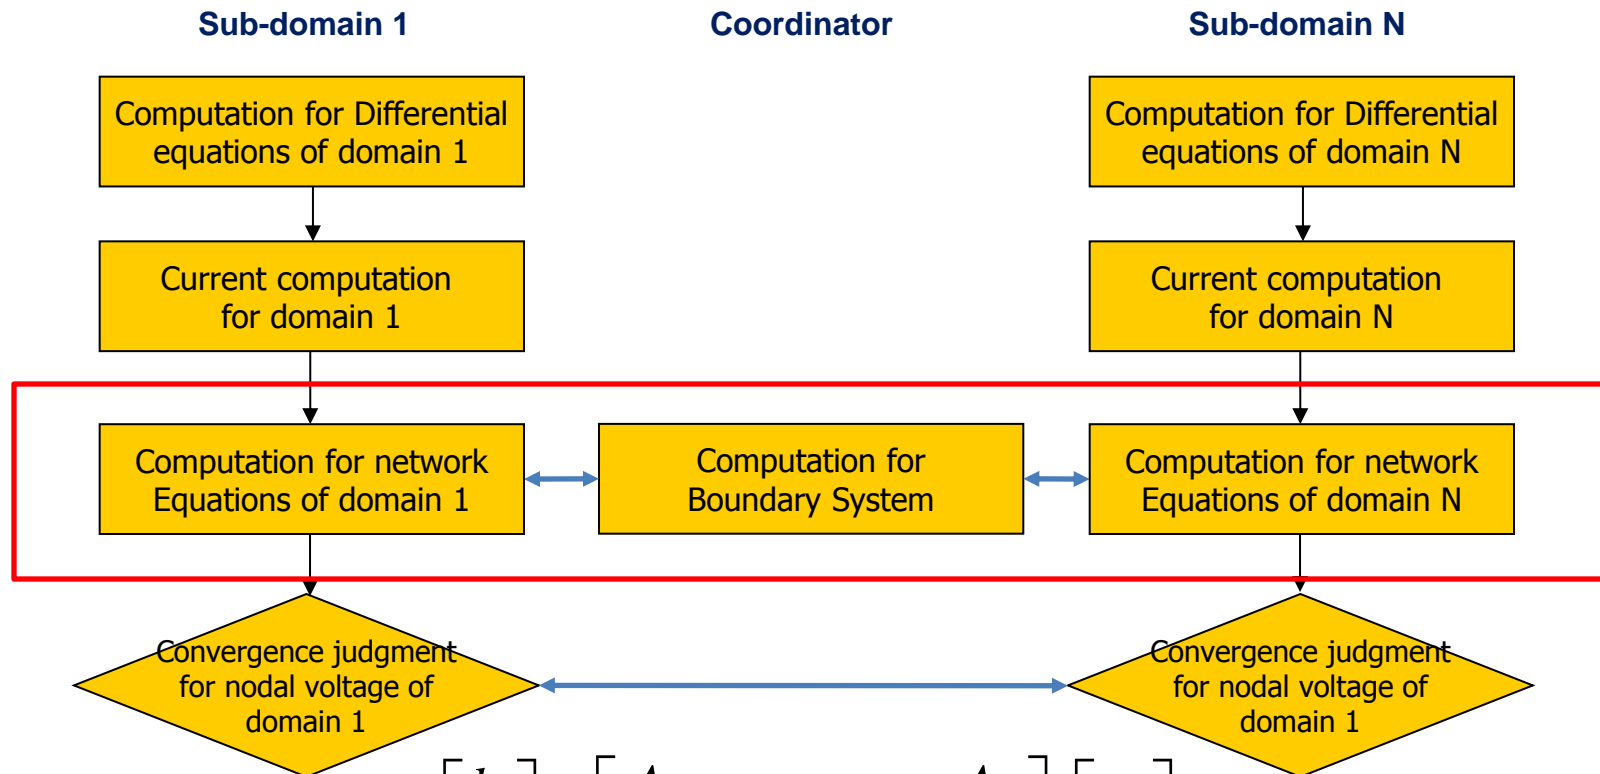 Sub-domain 1
Coordinator
Sub-domain N
Computation for Differential
equations of domain 1
Computation for Differential
equations of domain N
Current computation
for domain 1
Current computation
for domain N
Computation for network
Equations of domain 1
Computation for
Boundary System
Computation for network
Equations of domain N
Convergence judgment
for nodal voltage of
domain 1
Convergence judgment
for nodal voltage of
domain 1